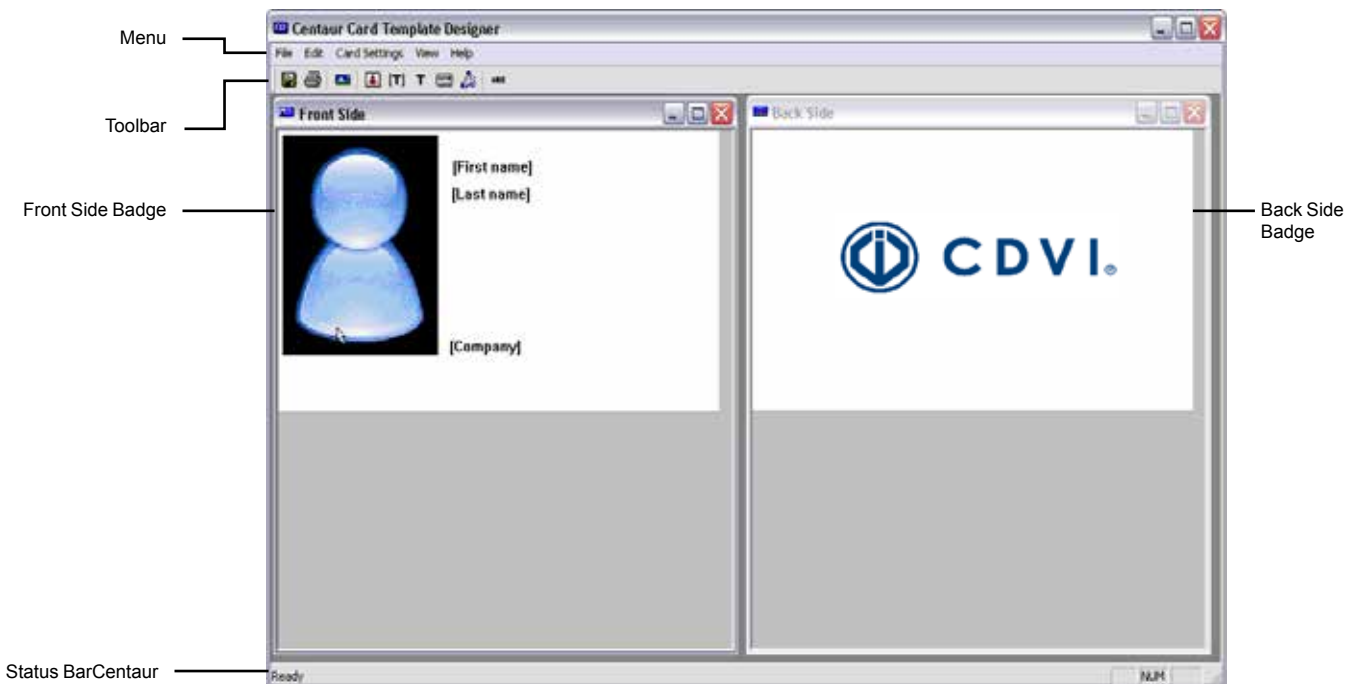 Centaur Card Template Designer
Menu
File Edit Card Settings View Help
[T] T
Toolbar
Front Side
Back Side
[First name]
[Last name]
Front Side Badge
Back Side
Badge
CDVI®
[Company]
Status BarCentaur
Ready
NUM